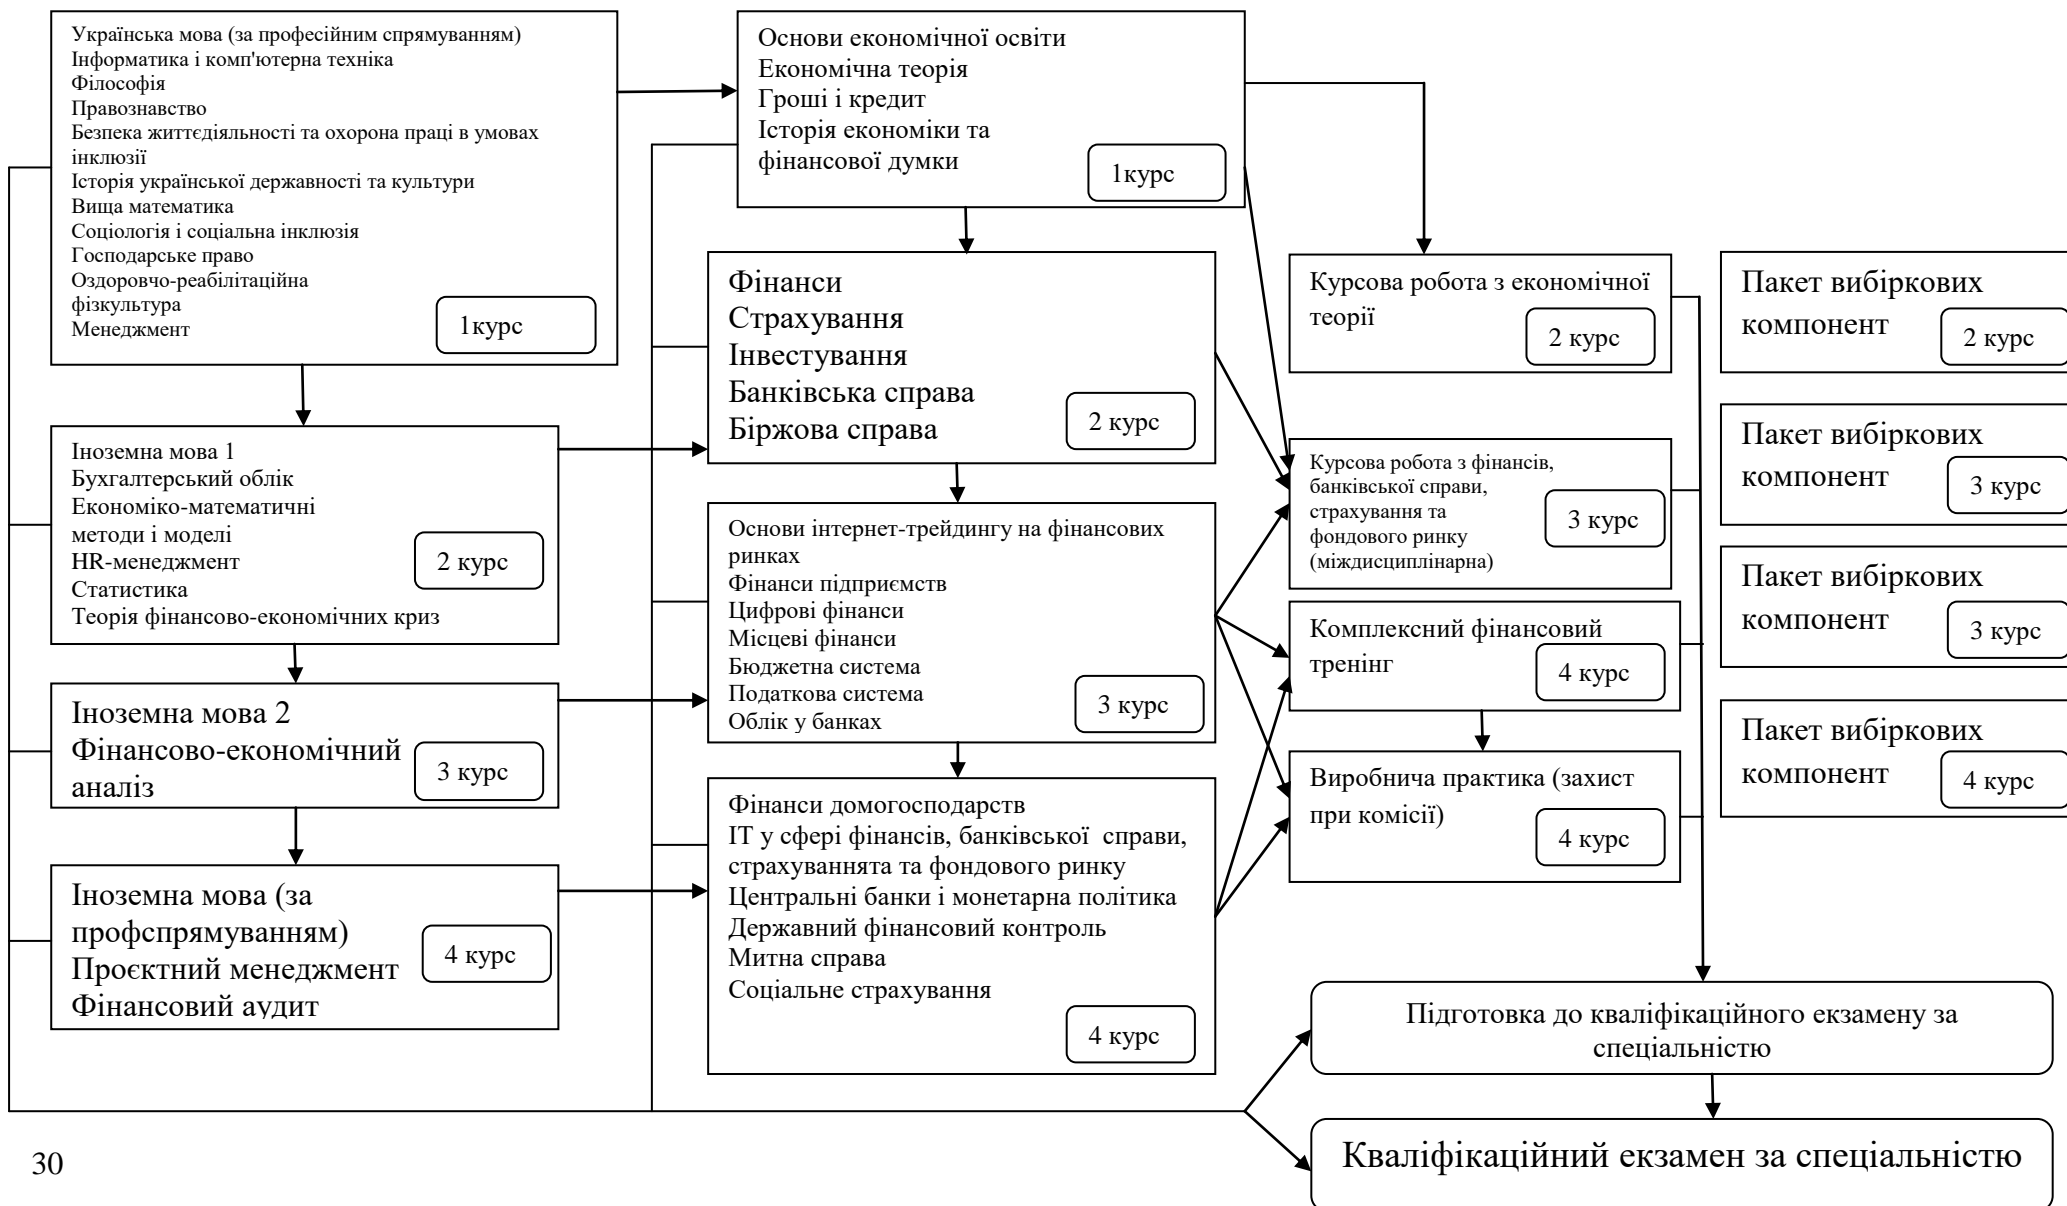 Українська мова (за професійним спрямуванням)
Інформатика і комп'ютерна техніка
Філософія
Правознавство
Безпека життєдіяльності та охорона праці в умовах
інклюзії
Історія української державності та культури
Вища математика
Соціологія і соціальна інклюзія
Господарське право
Оздоровчо-реабілітаційна
фізкультура
Менеджмент
1курс
Основи економічної освіти
Економічна теорія
Гроші і кредит
Історія економіки та
фінансової думки
1курс
Фінанси
Страхування
Інвестування
Банківська справа
Біржова справа
2 курс
Курсова робота з економічної
теорії
2 курс
Пакет вибіркових
компонент
2 курс
Іноземна мова 1
Бухгалтерський облік
Економіко-математичні
методи і моделі
HR-менеджмент
Статистика
Теорія фінансово-економічних криз
2 курс
Курсова робота з фінансів,
банківської справи,
страхування та
фондового ринку
(міждисциплінарна)
3 курс
Пакет вибіркових
компонент
3 курс
Основи інтернет-трейдингу на фінансових
ринках
Фінанси підприємств
Цифрові фінанси
Місцеві фінанси
Бюджетна система
Податкова система
Облік у банках
3 курс
Комплексний фінансовий
тренінг
4 курс
Пакет вибіркових
компонент
3 курс
Іноземна мова 2
Фінансово-економічний
аналіз
3 курс
Виробнича практика (захист
при комісії)
4 курс
Пакет вибіркових
компонент
4 курс
Іноземна мова (за
профспрямуванням)
Проєктний менеджмент
Фінансовий аудит
4 курс
Фінанси домогосподарств
ІТ у сфері фінансів, банківської справи,
страхуваннята та фондового ринку
Центральні банки і монетарна політика
Державний фінансовий контроль
Митна справа
Соціальне страхування
4 курс
Підготовка до кваліфікаційного екзамену за
спеціальністю
Кваліфікаційний екзамен за спеціальністю
30